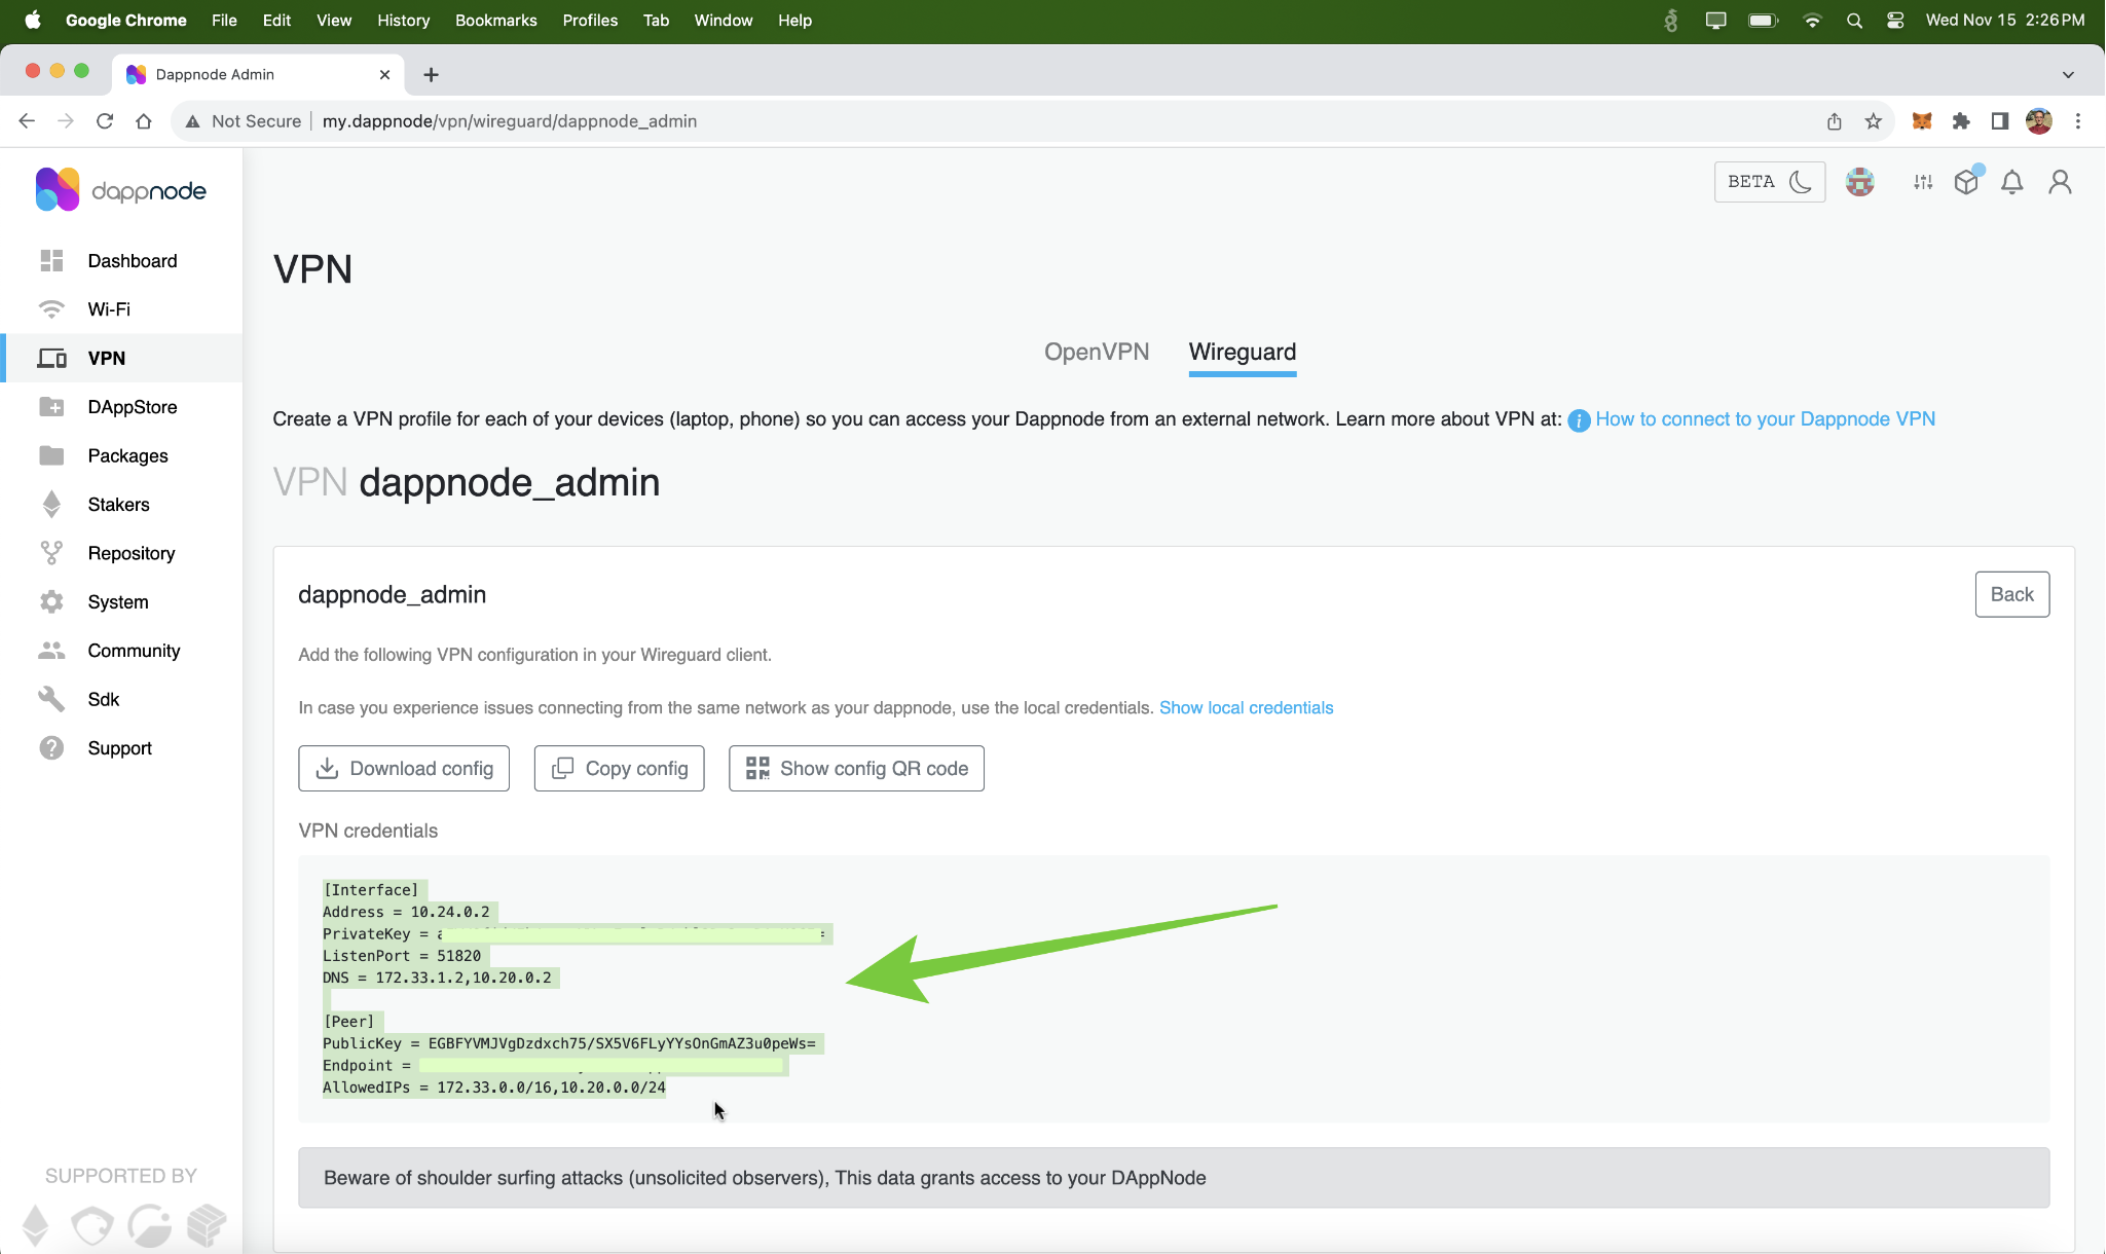 Google Chrome File Edit View History Bookmarks Profiles Tab Window Help Wed Nov 15 2:26 PM
Dappnode Admin
Not Secure my.dappnode/vpn/wireguard/dappnode_admin
dappnode
BETA
Dashboard
Wi-Fi
VPN
DAppStore
Packages
Stakers
Repository
System
Community
Sdk
Support
SUPPORTED BY
VPN
OpenVPN Wireguard
Create a VPN profile for each of your devices (laptop, phone) so you can access your Dappnode from an external network. Learn more about VPN at: How to connect to your Dappnode VPN
VPN dappnode_admin
dappnode_admin
Back
Add the following VPN configuration in your Wireguard client.
In case you experience issues connecting from the same network as your dappnode, use the local credentials. Show local credentials
Download config Copy config Show config QR code
VPN credentials
[Interface]
Address = 10.24.0.2
PrivateKey =
ListenPort = 51820
DNS = 172.33.1.2,10.20.0.2
[Peer]
PublicKey = EGBFYVMJVgDzdxch75/SX5V6FLyYYsOnGmAZ3u0peWs=
Endpoint =
AllowedIPs = 172.33.0.0/16,10.20.0.0/24
Beware of shoulder surfing attacks (unsolicited observers), This data grants access to your DAppNode